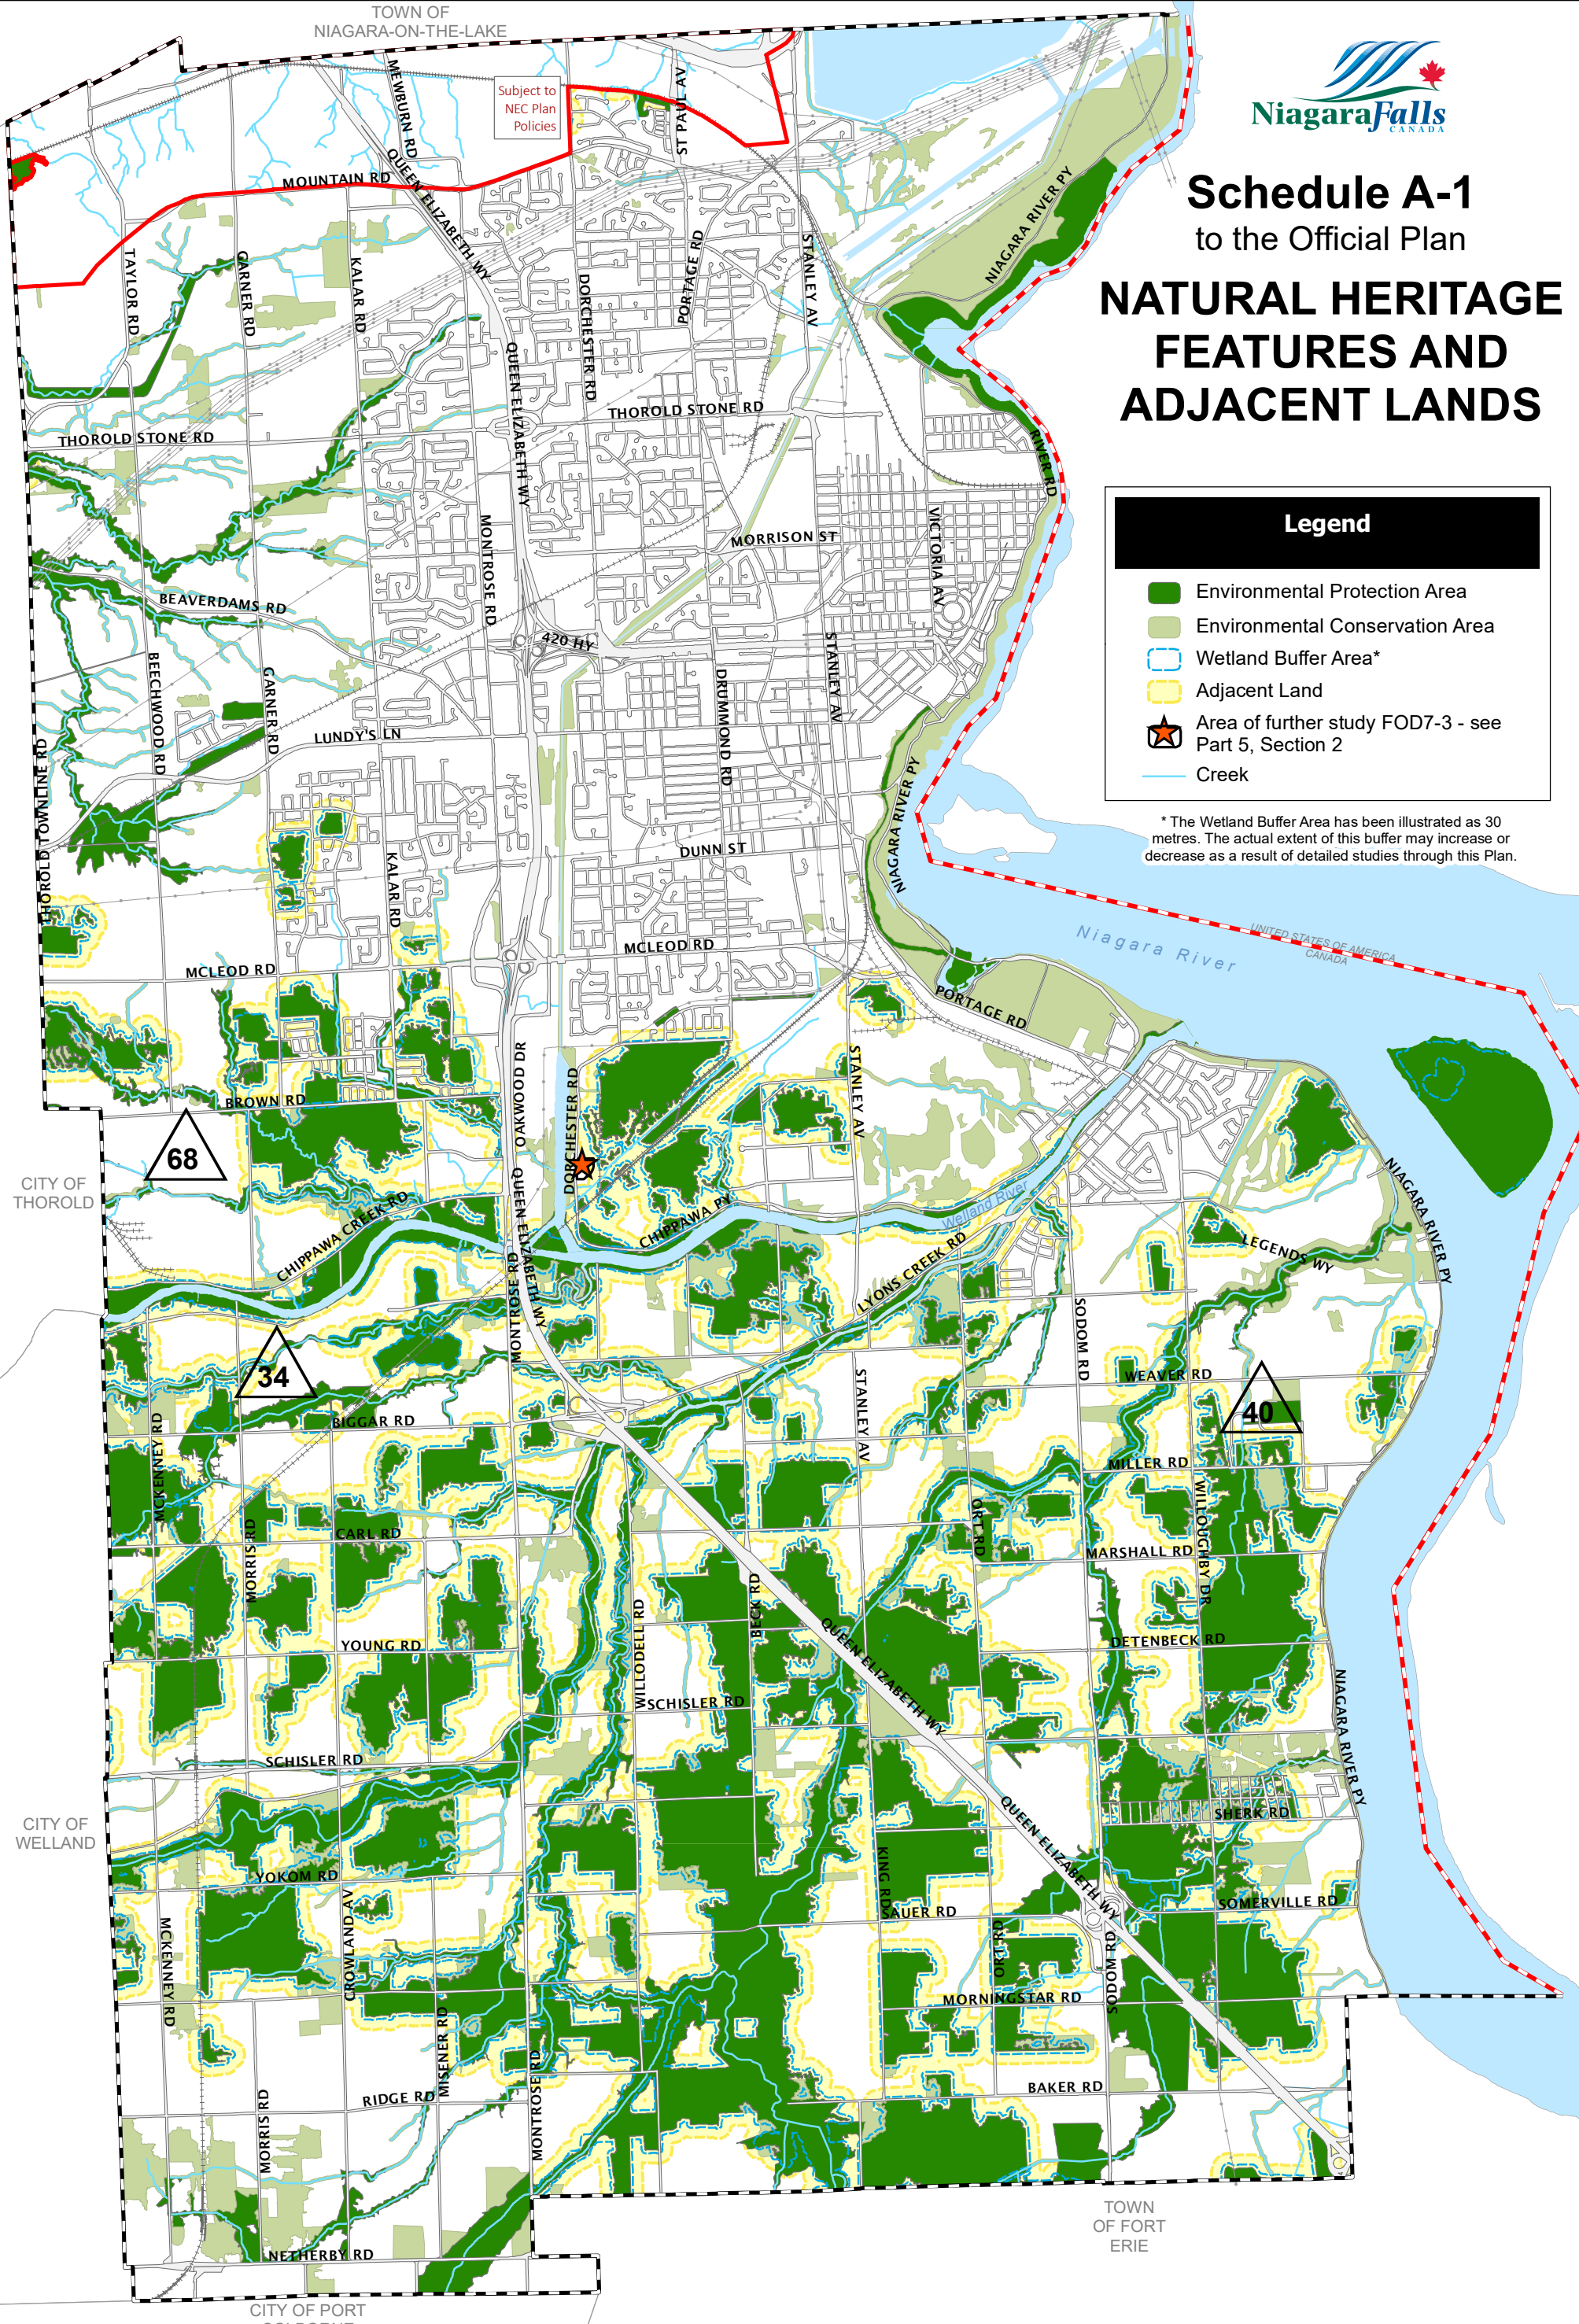 TOWN OF
NIAGARA-ON-THE-LAKE
NiagaraFalls
CANADA
Schedule A-1
to the Official Plan
NATURAL HERITAGE
FEATURES AND
ADJACENT LANDS
Legend
Environmental Protection Area
Environmental Conservation Area
Wetland Buffer Area*
Adjacent Land
Area of further study FOD7-3 - see
Part 5, Section 2
Creek
* The Wetland Buffer Area has been illustrated as 30
metres. The actual extent of this buffer may increase or
decrease as a result of detailed studies through this Plan.
Subject to
NEC Plan
Policies
MEWBURN RD
ST PAUL AV
MOUNTAIN RD
QUEEN ELIZABETH WY
NIAGARA RIVER PY
TAYLOR RD
GARNER RD
KALAR RD
DORCHESTER RD
PORTAGE RD
STANLEY AV
QUEEN ELIZABETH WY
THOROLD STONE RD
THOROLD STONE RD
RIVER RD
MONTROSE RD
MORRISON ST
VICTORIA AV
BEAVERDAMS RD
420 HY
BEECHWOOD RD
GARNER RD
STANLEY AV
DRUMMOND RD
LUNDY'S LN
THOROLD TOWNLINE RD
NIAGARA RIVER PY
DUNN ST
KALAR RD
MCLEOD RD
MCLEOD RD
Niagara River
UNITED STATES OF AMERICA
CANADA
PORTAGE RD
OAKWOOD DR
DORCHESTER RD
STANLEY AV
BROWN RD
68
CITY OF
THOROLD
CHIPPAWA CREEK RD
QUEEN ELIZABETH WY
CHIPPAWA PY
Welland River
LYONS CREEK RD
NIAGARA RIVER PY
LEGENDS WY
MONTROSE RD
SODOM RD
34
WEAVER RD
40
STANLEY AV
BIGGAR RD
MCKENNEY RD
MILLER RD
WILLOUGHBY DR
ORT RD
MORRIS RD
CARL RD
MARSHALL RD
BECK RD
WILLODELL RD
QUEEN ELIZABETH WY
YOUNG RD
DETENBECK RD
NIAGARA RIVER PY
SCHISLER RD
SCHISLER RD
QUEEN ELIZABETH WY
SHERK RD
CITY OF
WELLAND
YOKOM RD
KING RD
SAUER RD
SOMERVILLE RD
CROWLAND AV
MCKENNEY RD
ORT RD
SODOM RD
MORNINGSTAR RD
MISENER RD
MONTROSE RD
BAKER RD
RIDGE RD
MORRIS RD
TOWN
OF FORT
ERIE
NETHERBY RD
CITY OF PORT